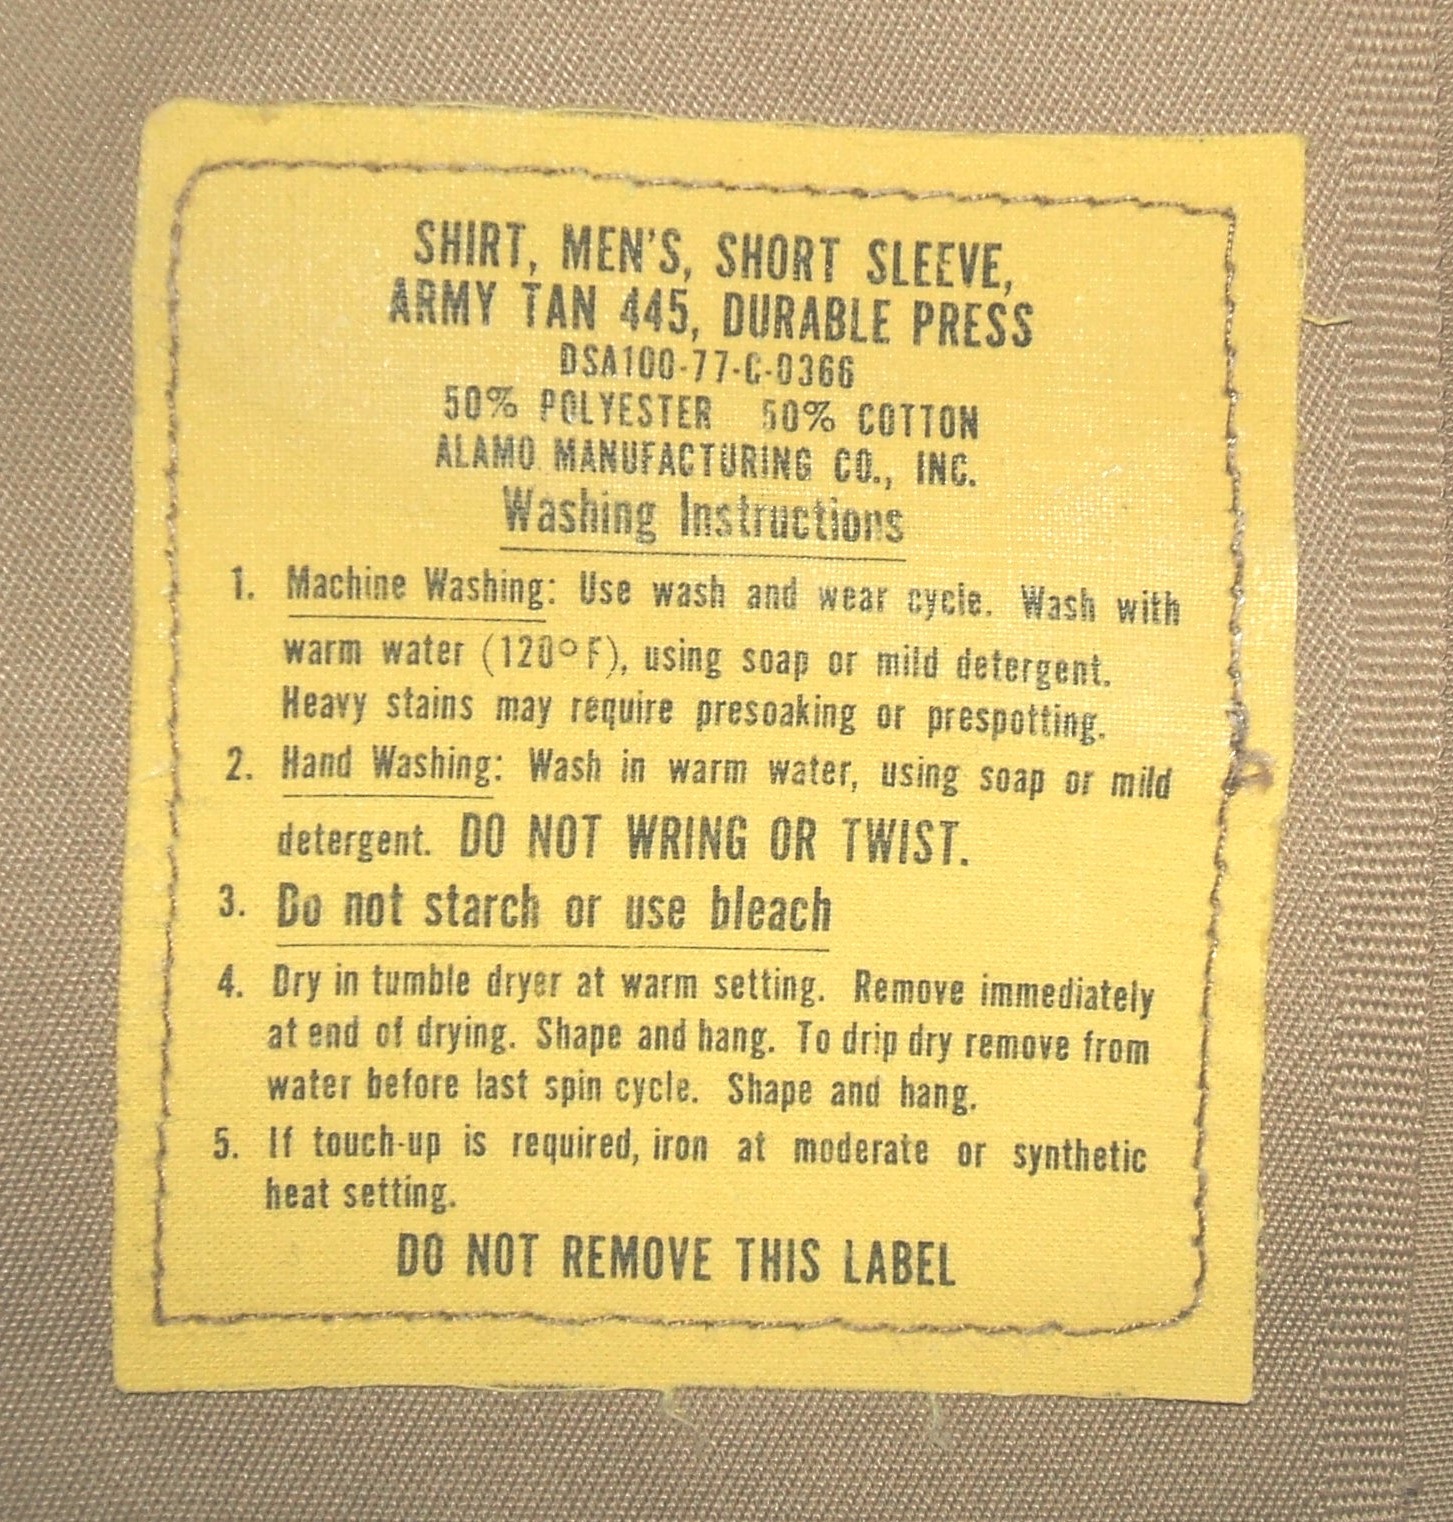 SHIRT, MEN'S, SHORT SLEEVE,
ARMY TAN 445, DURABLE PRESS
DSA100-77-C-0366
50% POLYESTER 50% COTTON
ALAMO MANUFACTURING CO., INC.
Washing Instructions
1. Machine Washing: Use wash and wear cycle. Wash with
warm water (120°F), using soap or mild detergent.
Heavy stains may require presoaking or prespotting.
2. Hand Washing: Wash in warm water, using soap or mild
detergent. DO NOT WRING OR TWIST.
3. Do not starch or use bleach
4. Dry in tumble dryer at warm setting. Remove immediately
at end of drying. Shape and hang. To drip dry remove from
water before last spin cycle. Shape and hang.
5. If touch-up is required, iron at moderate or synthetic
heat setting.
DO NOT REMOVE THIS LABEL